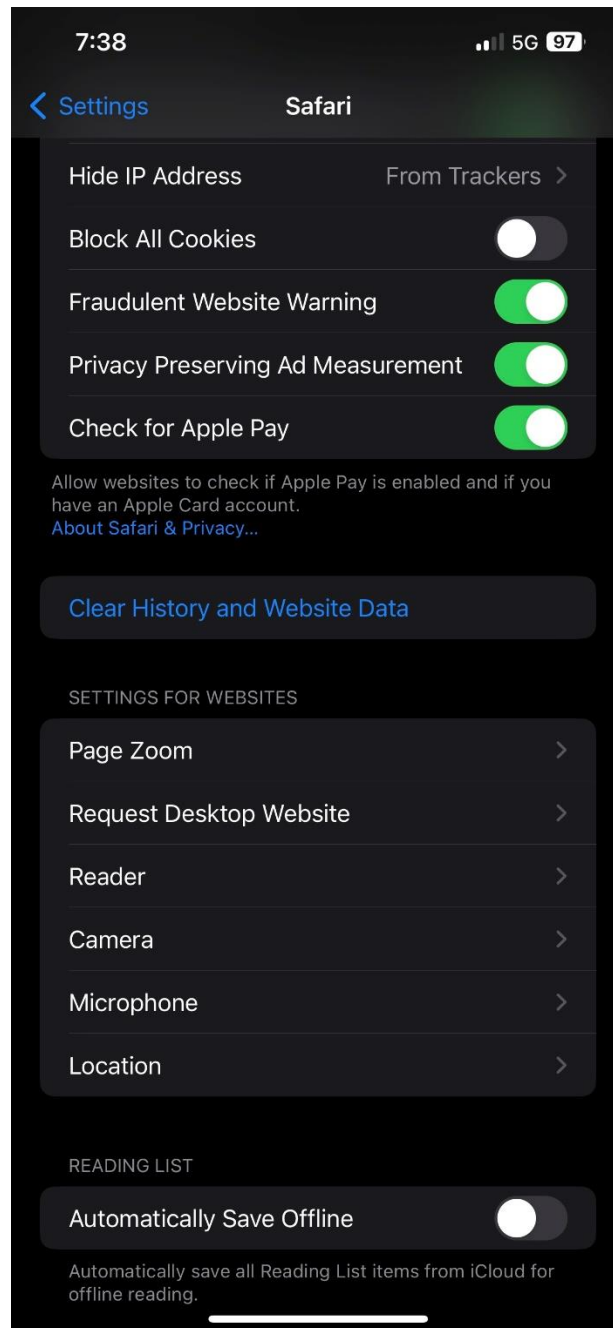 7:38 5G 97
Settings Safari
Hide IP Address From Trackers
Block All Cookies
Fraudulent Website Warning
Privacy Preserving Ad Measurement
Check for Apple Pay
Allow websites to check if Apple Pay is enabled and if you
have an Apple Card account.
About Safari & Privacy...
Clear History and Website Data
SETTINGS FOR WEBSITES
Page Zoom
Request Desktop Website
Reader
Camera
Microphone
Location
READING LIST
Automatically Save Offline
Automatically save all Reading List items from iCloud for
offline reading.